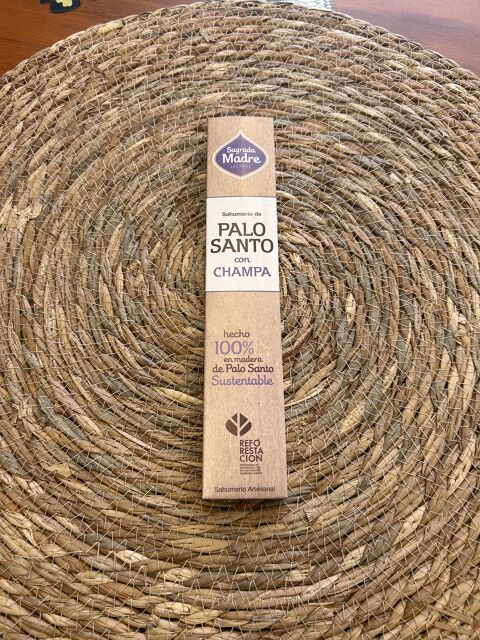 Sagrada
Madre
Sahumerio de
PALO
SANTO
con
CHAMPA
hecho
100%
en madera
de Palo Santo
Sustentable
REFO
RESTA
CION
Sahumerio Artesanal